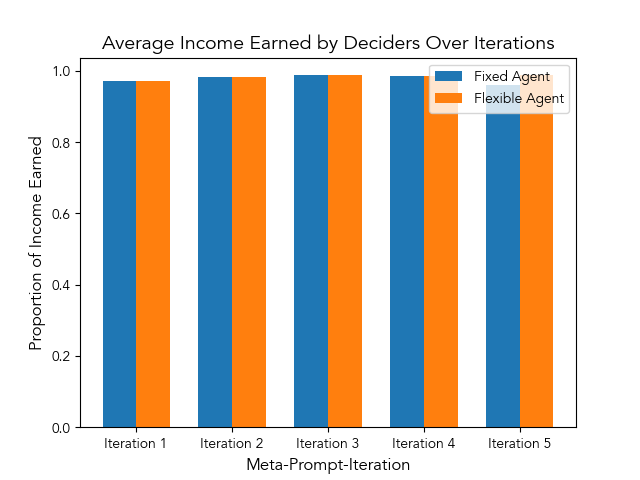 Average Income Earned by Deciders Over Iterations
Fixed Agent
Flexible Agent
Proportion of Income Earned
1.0
0.8
0.6
0.4
0.2
0.0
Iteration 1
Iteration 2
Iteration 3
Iteration 4
Iteration 5
Meta-Prompt-Iteration